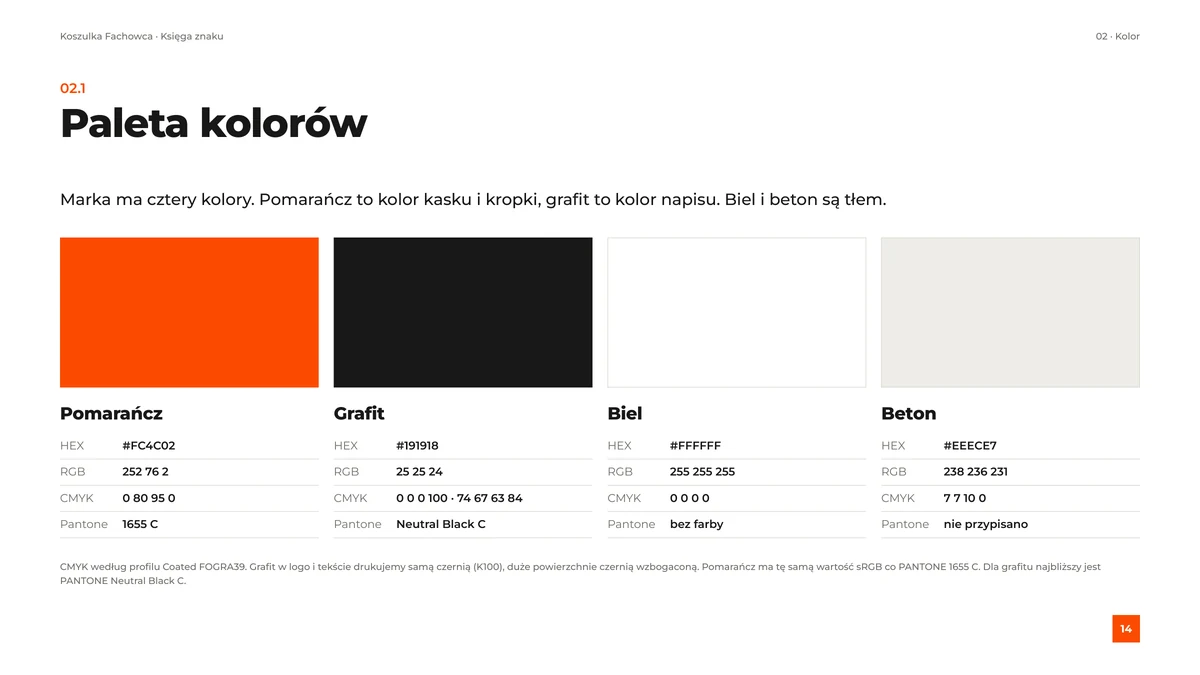 Koszulka Fachowca · Księga znaku
02 · Kolor
02.1
Paleta kolorów
Marka ma cztery kolory. Pomarańcz to kolor kasku i kropki, grafit to kolor napisu. Biel i beton są tłem.
Pomarańcz
HEX #FC4C02
RGB 252 76 2
CMYK 0 80 95 0
Pantone 1655 C
Grafit
HEX #191918
RGB 25 25 24
CMYK 0 0 0 100 · 74 67 63 84
Pantone Neutral Black C
Biel
HEX #FFFFFF
RGB 255 255 255
CMYK 0 0 0 0
Pantone bez farby
Beton
HEX #EEECE7
RGB 238 236 231
CMYK 7 7 10 0
Pantone nie przypisano
CMYK według profilu Coated FOGRA39. Grafit w logo i tekście drukujemy samą czernią (K100), duże powierzchnie czernią wzbogaconą. Pomarańcz ma tę samą wartość sRGB co PANTONE 1655 C. Dla grafitu najbliższy jest
PANTONE Neutral Black C.
14